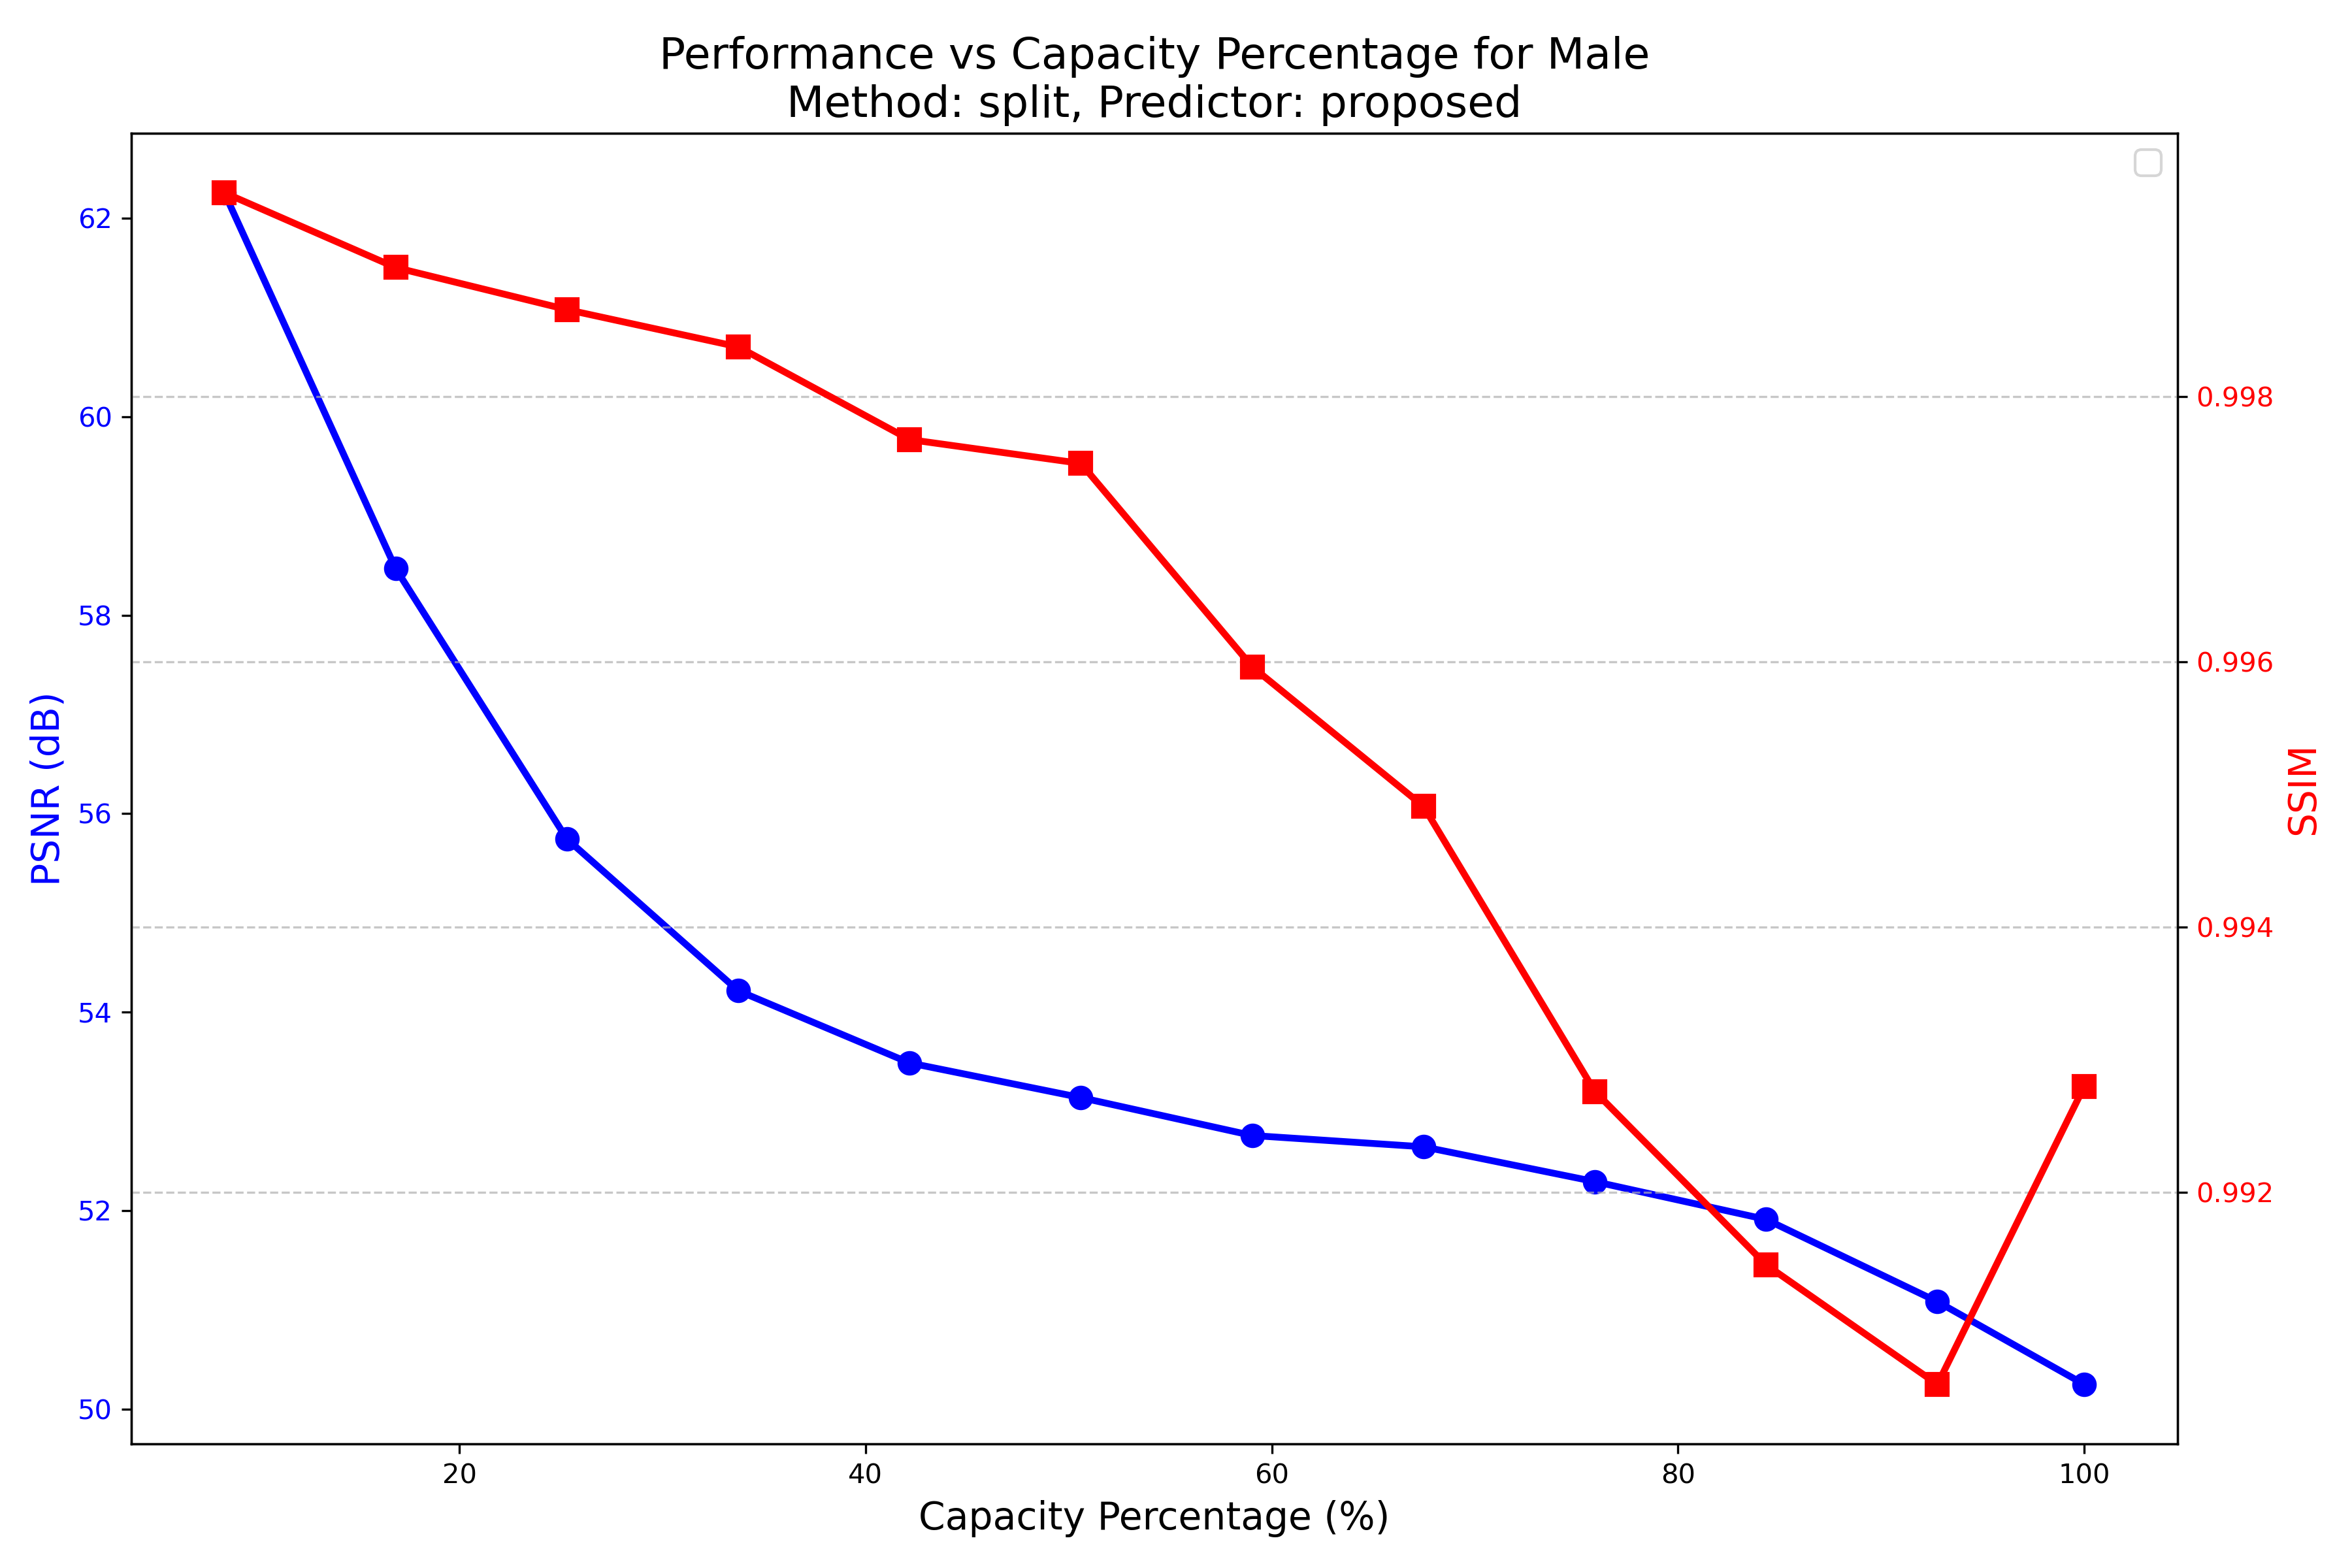 Performance vs Capacity Percentage for Male
Method: split, Predictor: proposed
62
60
58
56
54
52
50
PSNR (dB)
0.998
0.996
0.994
0.992
SSIM
20 40 60 80 100
Capacity Percentage (%)